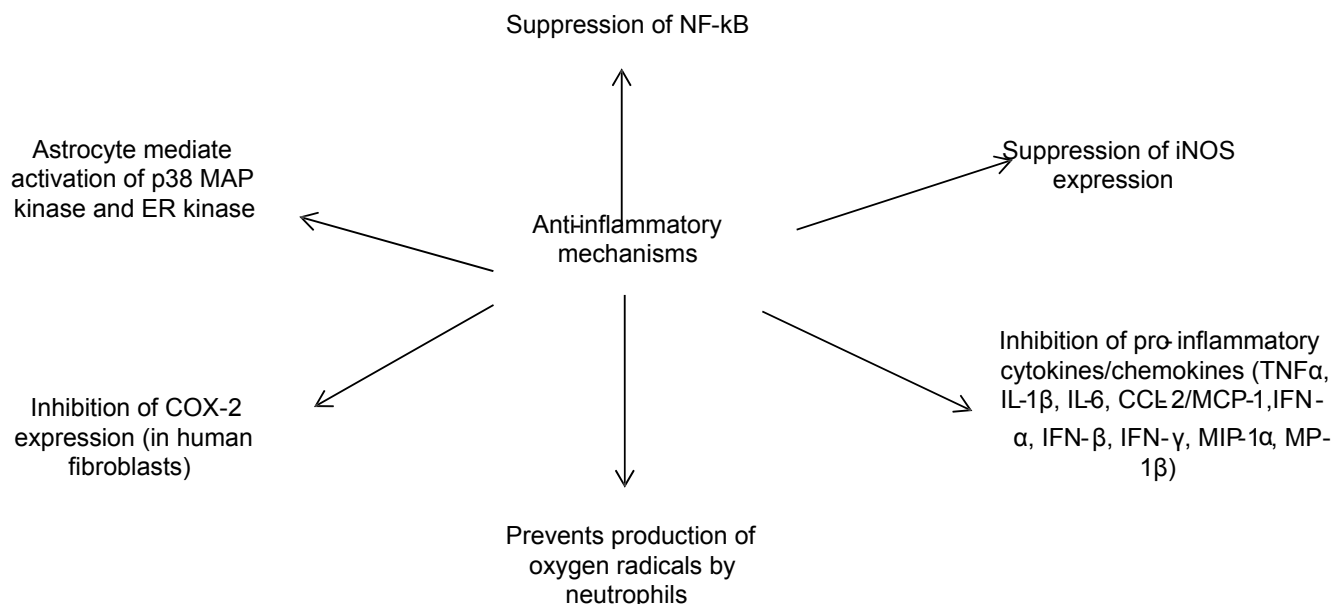 Suppression of NF-kB
Astrocyte mediate
activation of p38 MAP
kinase and ER kinase
Suppression of iNOS
expression
Anti-inflammatory
mechanisms
Inhibition of COX-2
expression (in human
fibroblasts)
Inhibition of pro-inflammatory
cytokines/chemokines (TNFα,
IL-1β, IL-6, CCL-2/MCP-1,IFN-
α, IFN-β, IFN-γ, MIP-1α, MP-
1β)
Prevents production of
oxygen radicals by
neutrophils